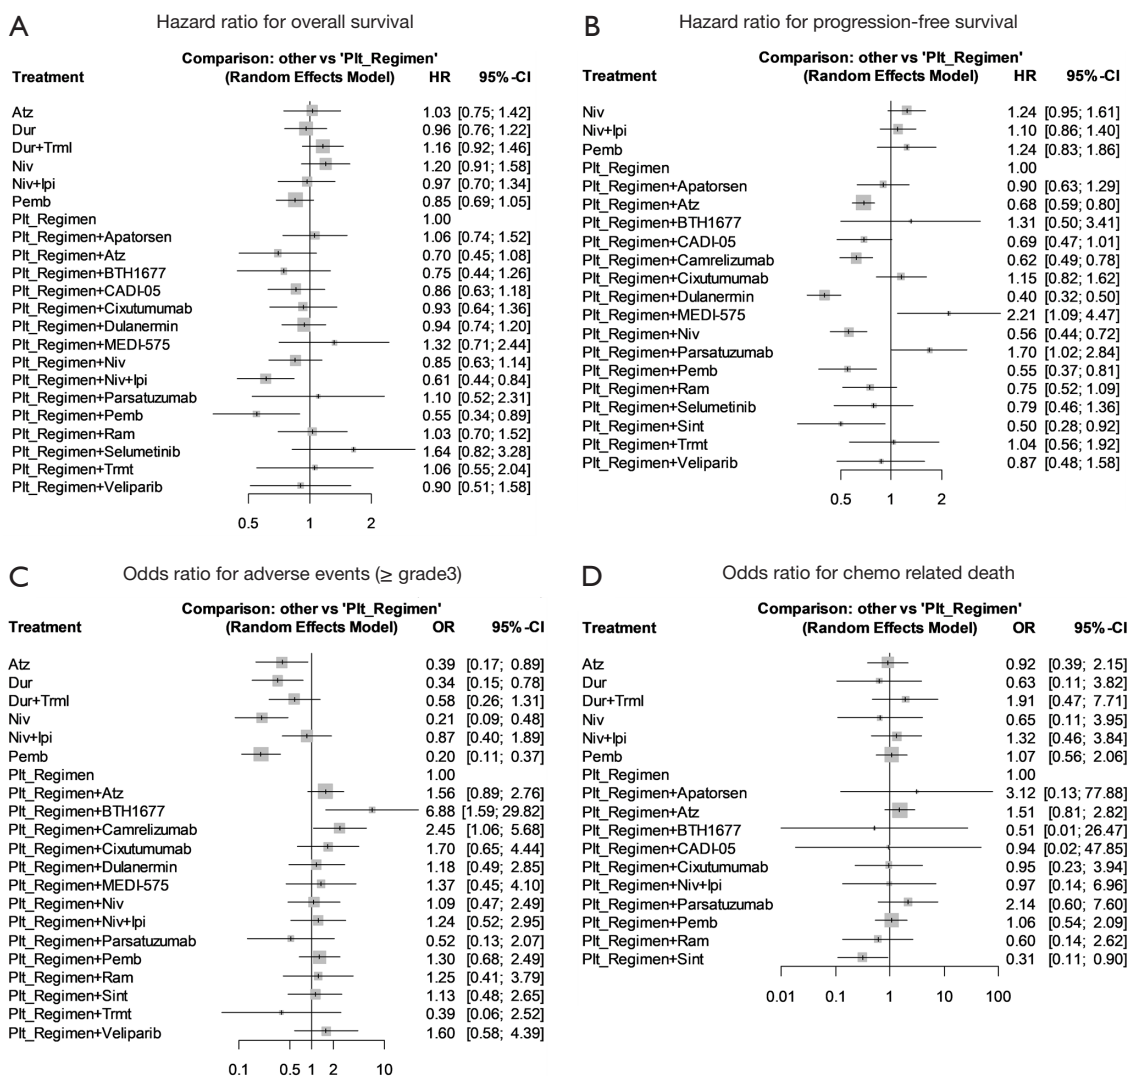 A Hazard ratio for overall survival
Comparison: other vs 'Plt_Regimen'
Treatment (Random Effects Model) HR 95%-CI
Atz 1.03 [0.75; 1.42]
Dur 0.96 [0.76; 1.22]
Dur+Trml 1.16 [0.92; 1.46]
Niv 1.20 [0.91; 1.58]
Niv+Ipi 0.97 [0.70; 1.34]
Pemb 0.85 [0.69; 1.05]
Plt_Regimen 1.00
Plt_Regimen+Apatorsen 1.06 [0.74; 1.52]
Plt_Regimen+Atz 0.70 [0.45; 1.08]
Plt_Regimen+BTH1677 0.75 [0.44; 1.26]
Plt_Regimen+CADI-05 0.86 [0.63; 1.18]
Plt_Regimen+Cixutumumab 0.93 [0.64; 1.36]
Plt_Regimen+Dulanermin 0.94 [0.74; 1.20]
Plt_Regimen+MEDI-575 1.32 [0.71; 2.44]
Plt_Regimen+Niv 0.85 [0.63; 1.14]
Plt_Regimen+Niv+Ipi 0.61 [0.44; 0.84]
Plt_Regimen+Parsatuzumab 1.10 [0.52; 2.31]
Plt_Regimen+Pemb 0.55 [0.34; 0.89]
Plt_Regimen+Ram 1.03 [0.70; 1.52]
Plt_Regimen+Selumetinib 1.64 [0.82; 3.28]
Plt_Regimen+Trmt 1.06 [0.55; 2.04]
Plt_Regimen+Veliparib 0.90 [0.51; 1.58]
0.5 1 2
B Hazard ratio for progression-free survival
Comparison: other vs 'Plt_Regimen'
Treatment (Random Effects Model) HR 95%-CI
Niv 1.24 [0.95; 1.61]
Niv+Ipi 1.10 [0.86; 1.40]
Pemb 1.24 [0.83; 1.86]
Plt_Regimen 1.00
Plt_Regimen+Apatorsen 0.90 [0.63; 1.29]
Plt_Regimen+Atz 0.68 [0.59; 0.80]
Plt_Regimen+BTH1677 1.31 [0.50; 3.41]
Plt_Regimen+CADI-05 0.69 [0.47; 1.01]
Plt_Regimen+Camrelizumab 0.62 [0.49; 0.78]
Plt_Regimen+Cixutumumab 1.15 [0.82; 1.62]
Plt_Regimen+Dulanermin 0.40 [0.32; 0.50]
Plt_Regimen+MEDI-575 2.21 [1.09; 4.47]
Plt_Regimen+Niv 0.56 [0.44; 0.72]
Plt_Regimen+Parsatuzumab 1.70 [1.02; 2.84]
Plt_Regimen+Pemb 0.55 [0.37; 0.81]
Plt_Regimen+Ram 0.75 [0.52; 1.09]
Plt_Regimen+Selumetinib 0.79 [0.46; 1.36]
Plt_Regimen+Sint 0.50 [0.28; 0.92]
Plt_Regimen+Trmt 1.04 [0.56; 1.92]
Plt_Regimen+Veliparib 0.87 [0.48; 1.58]
0.5 1 2
C Odds ratio for adverse events (≥ grade3)
Comparison: other vs 'Plt_Regimen'
Treatment (Random Effects Model) OR 95%-CI
Atz 0.39 [0.17; 0.89]
Dur 0.34 [0.15; 0.78]
Dur+Trml 0.58 [0.26; 1.31]
Niv 0.21 [0.09; 0.48]
Niv+Ipi 0.87 [0.40; 1.89]
Pemb 0.20 [0.11; 0.37]
Plt_Regimen 1.00
Plt_Regimen+Atz 1.56 [0.89; 2.76]
Plt_Regimen+BTH1677 6.88 [1.59; 29.82]
Plt_Regimen+Camrelizumab 2.45 [1.06; 5.68]
Plt_Regimen+Cixutumumab 1.70 [0.65; 4.44]
Plt_Regimen+Dulanermin 1.18 [0.49; 2.85]
Plt_Regimen+MEDI-575 1.37 [0.45; 4.10]
Plt_Regimen+Niv 1.09 [0.47; 2.49]
Plt_Regimen+Niv+Ipi 1.24 [0.52; 2.95]
Plt_Regimen+Parsatuzumab 0.52 [0.13; 2.07]
Plt_Regimen+Pemb 1.30 [0.68; 2.49]
Plt_Regimen+Ram 1.25 [0.41; 3.79]
Plt_Regimen+Sint 1.13 [0.48; 2.65]
Plt_Regimen+Trmt 0.39 [0.06; 2.52]
Plt_Regimen+Veliparib 1.60 [0.58; 4.39]
0.1 0.5 1 2 10
D Odds ratio for chemo related death
Comparison: other vs 'Plt_Regimen'
Treatment (Random Effects Model) OR 95%-CI
Atz 0.92 [0.39; 2.15]
Dur 0.63 [0.11; 3.82]
Dur+Trml 1.91 [0.47; 7.71]
Niv 0.65 [0.11; 3.95]
Niv+Ipi 1.32 [0.46; 3.84]
Pemb 1.07 [0.56; 2.06]
Plt_Regimen 1.00
Plt_Regimen+Apatorsen 3.12 [0.13; 77.88]
Plt_Regimen+Atz 1.51 [0.81; 2.82]
Plt_Regimen+BTH1677 0.51 [0.01; 26.47]
Plt_Regimen+CADI-05 0.94 [0.02; 47.85]
Plt_Regimen+Cixutumumab 0.95 [0.23; 3.94]
Plt_Regimen+Niv+Ipi 0.97 [0.14; 6.96]
Plt_Regimen+Parsatuzumab 2.14 [0.60; 7.60]
Plt_Regimen+Pemb 1.06 [0.54; 2.09]
Plt_Regimen+Ram 0.60 [0.14; 2.62]
Plt_Regimen+Sint 0.31 [0.11; 0.90]
0.01 0.1 1 10 100